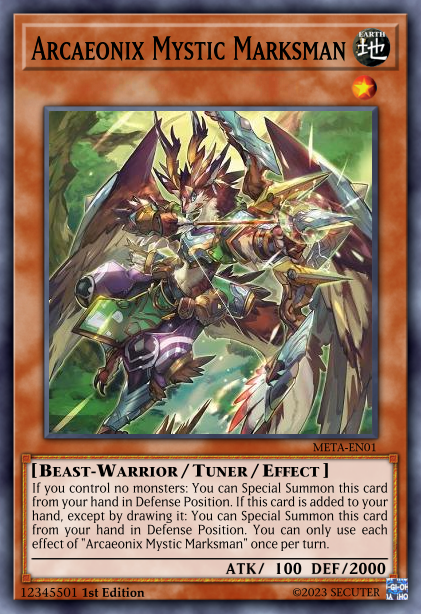 Arcaeonix Mystic Marksman
EARTH
地
META-EN01
[Beast-Warrior / Tuner / Effect]
If you control no monsters: You can Special Summon this card
from your hand in Defense Position. If this card is added to your
hand, except by drawing it: You can Special Summon this card
from your hand in Defense Position. You can only use each
effect of "Arcaeonix Mystic Marksman" once per turn.
ATK/ 100 DEF/2000
12345501 1st Edition
©2023 SECUTER